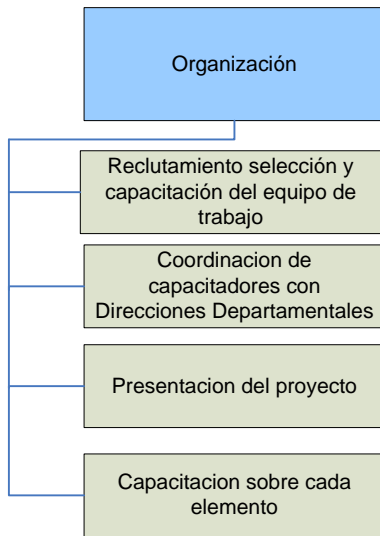 Organización
Reclutamiento selección y
capacitación del equipo de
trabajo
Coordinacion de
capacitadores con
Direcciones Departamentales
Presentacion del proyecto
Capacitacion sobre cada
elemento